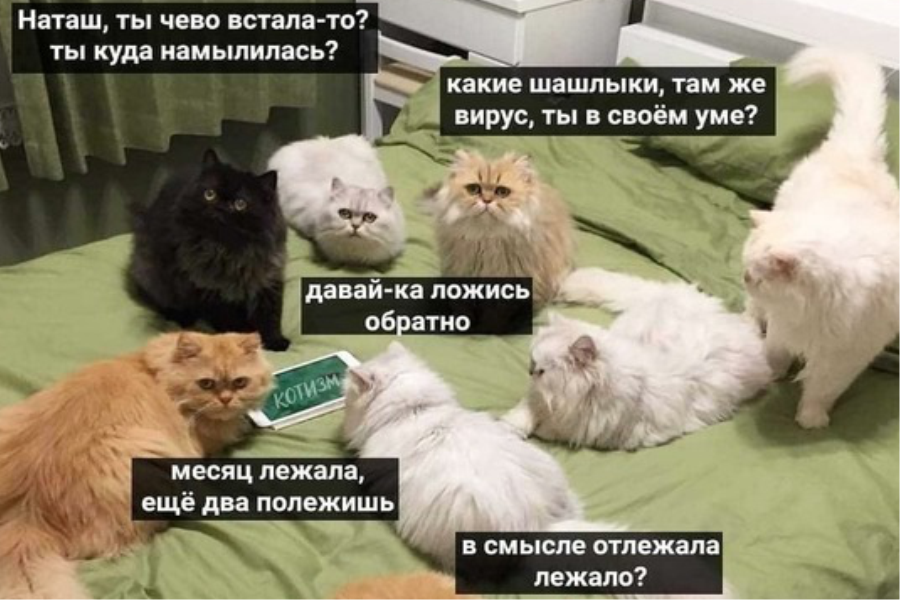 Наташ, ты чево встала-то?
ты куда намылилась?
какие шашлыки, там же
вирус, ты в своём уме?
давай-ка ложись
обратно
КОТИЗМ
месяц лежала,
ещё два полежишь
в смысле отлежала
лежало?